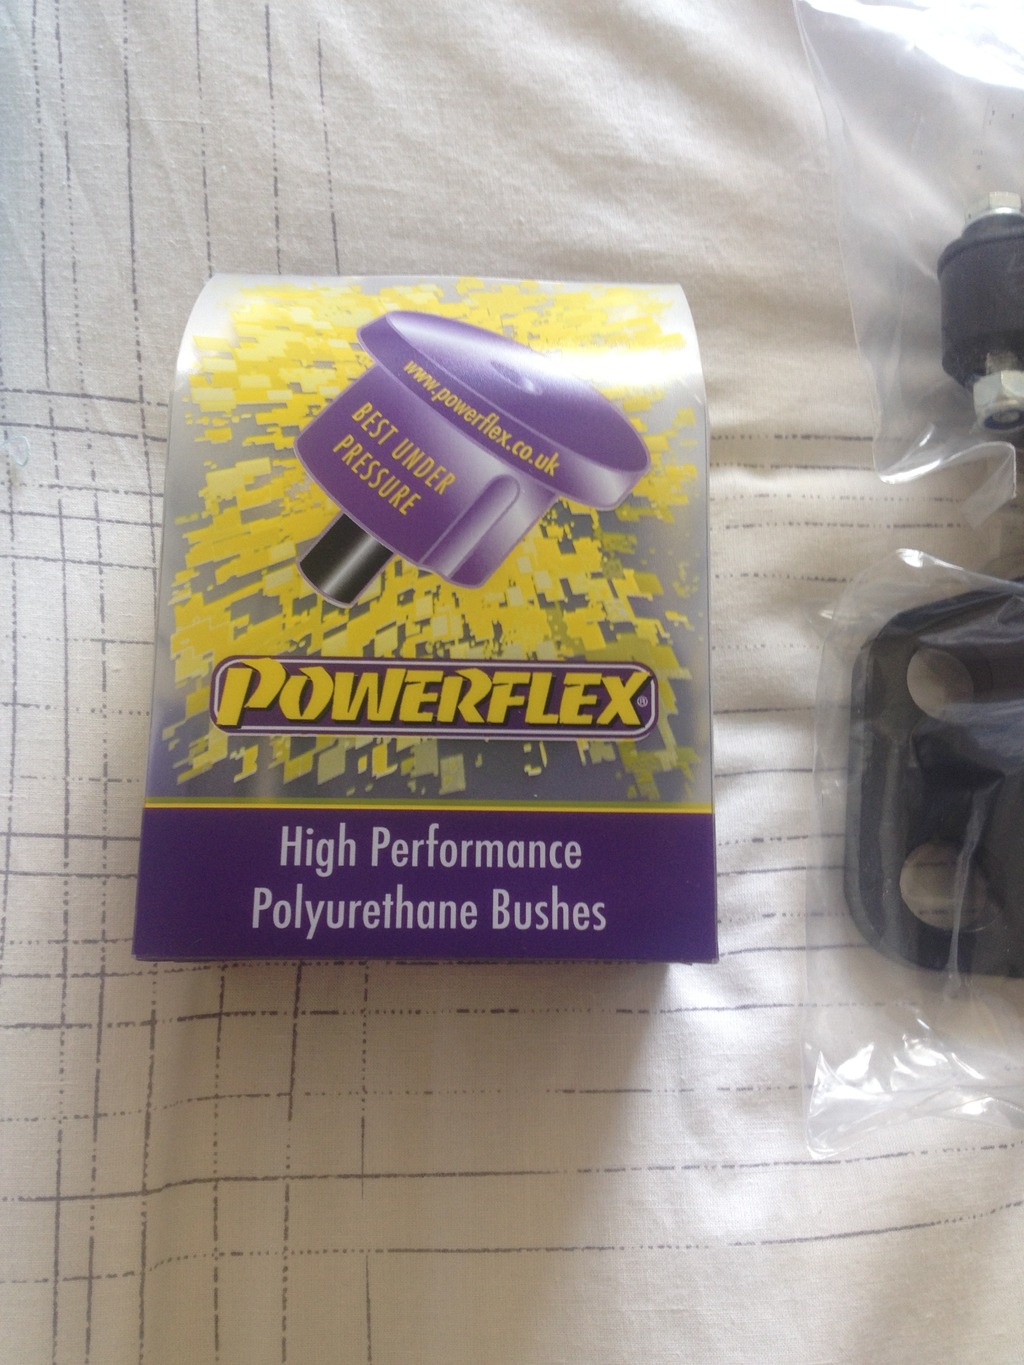 www.powerflex.co.uk
BEST UNDER
PRESSURE
POWERFLEX®
High Performance
Polyurethane Bushes